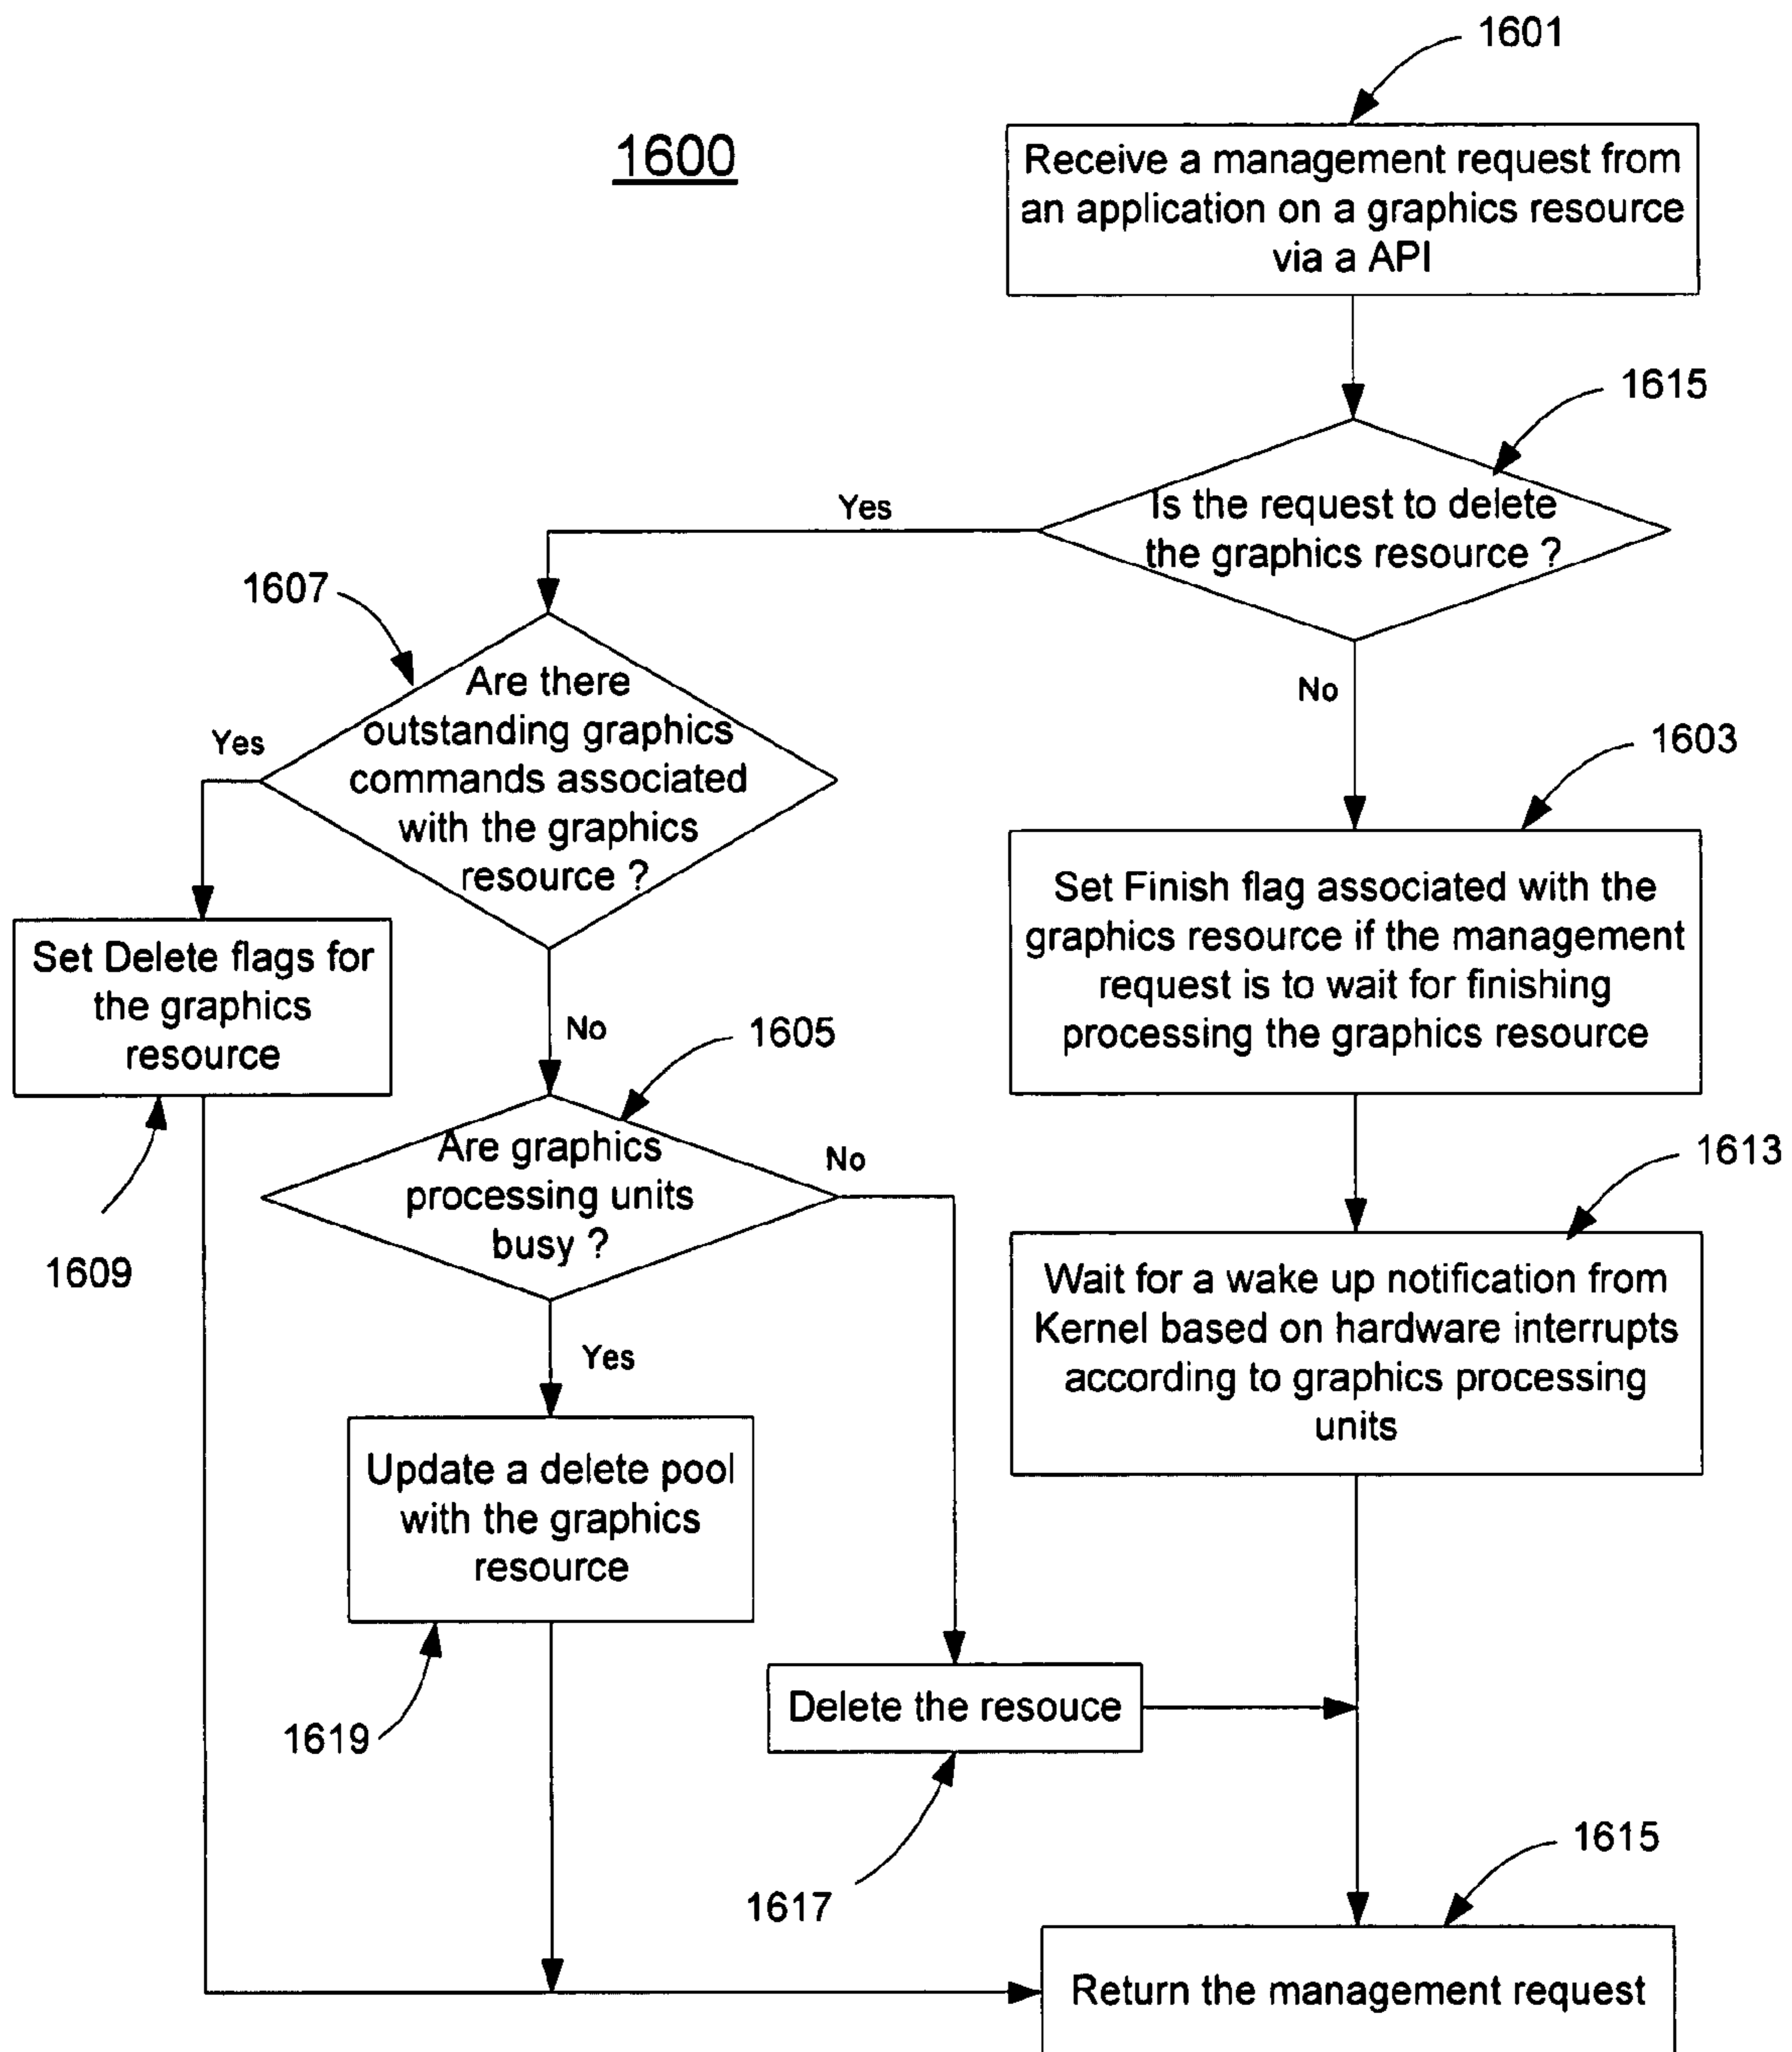 1601
1600
Receive a management request from
an application on a graphics resource
via a API
1615
Is the request to delete
the graphics resource ?
Yes
No
1607
Are there
outstanding graphics
commands associated
with the graphics
resource ?
Yes
No
1603
Set Finish flag associated with the
graphics resource if the management
request is to wait for finishing
processing the graphics resource
Set Delete flags for
the graphics
resource
1609
1605
Are graphics
processing units
busy ?
No
Yes
1613
Wait for a wake up notification from
Kernel based on hardware interrupts
according to graphics processing
units
Update a delete pool
with the graphics
resource
1619
Delete the resouce
1617
1615
Return the management request